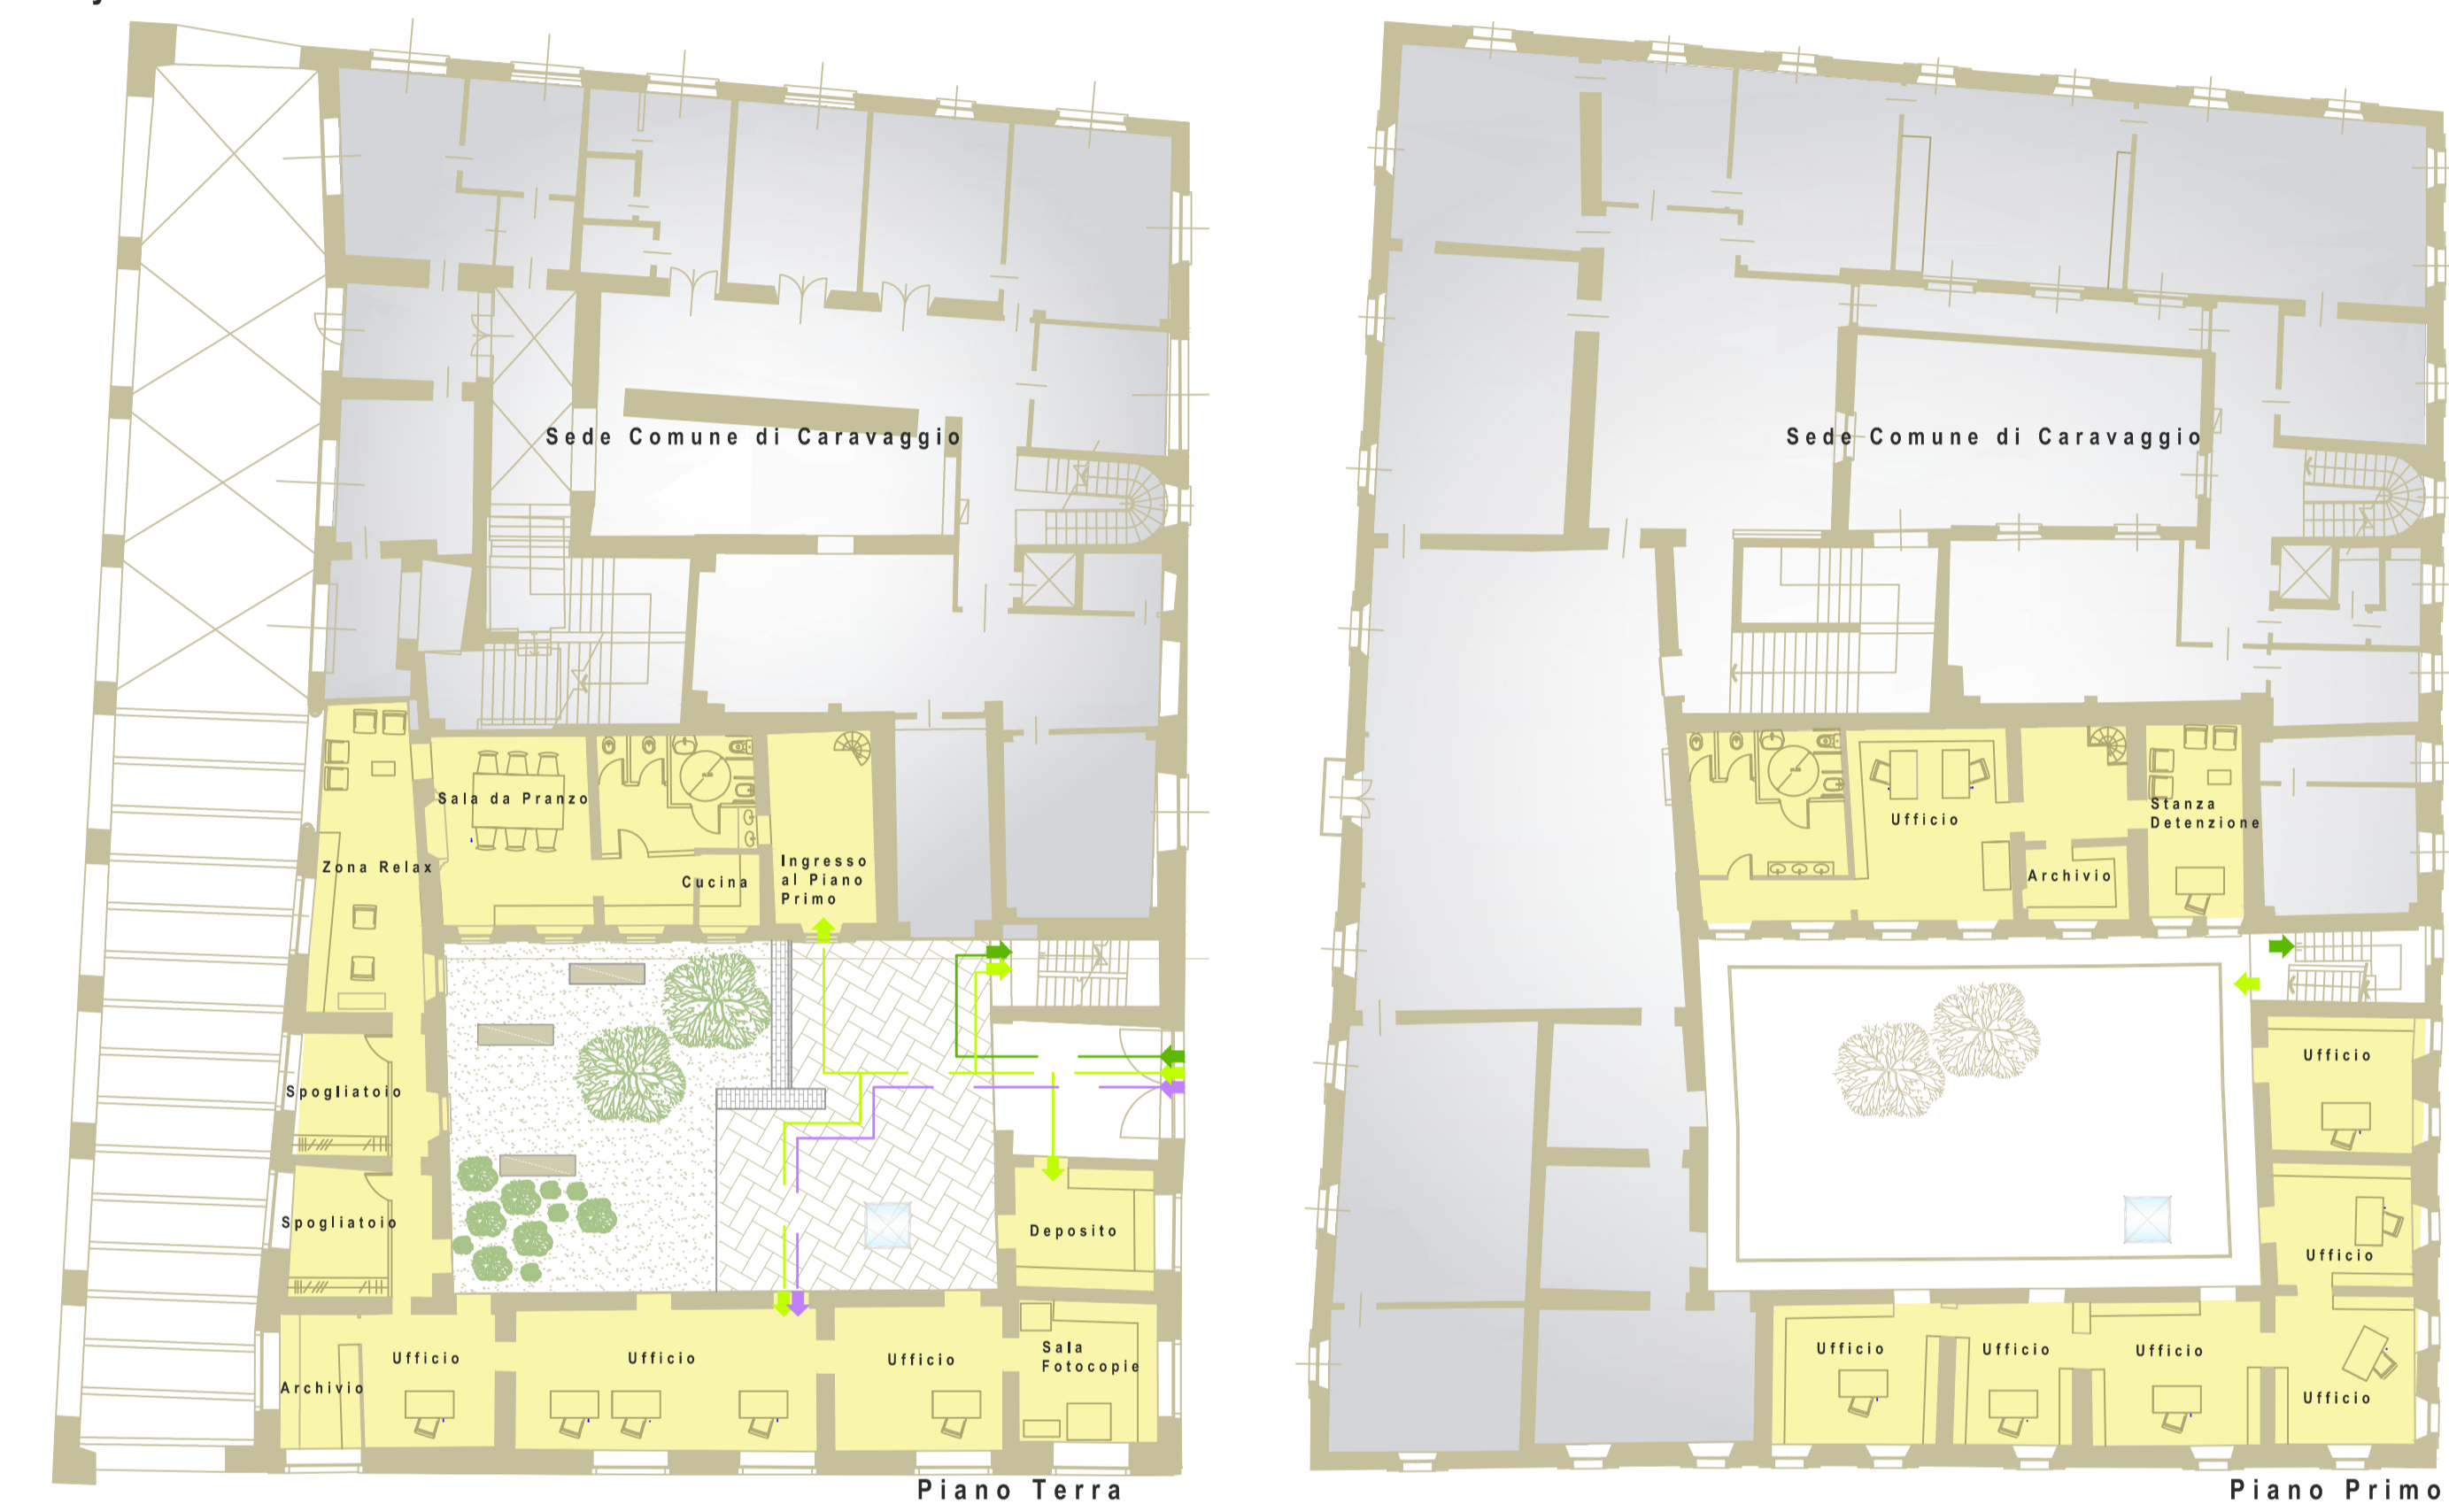 Sede Comune di Caravaggio
Sala da Pranzo
Zona Relax
Cucina
Ingresso
al Piano
Primo
Spogliatoio
Spogliatoio
Deposito
Ufficio
Ufficio
Ufficio
Sala
Fotocopie
Archivio
Piano Terra
Sede Comune di Caravaggio
Stanza
Detenzione
Ufficio
Archivio
Ufficio
Ufficio
Ufficio
Ufficio
Ufficio
Ufficio
Piano Primo